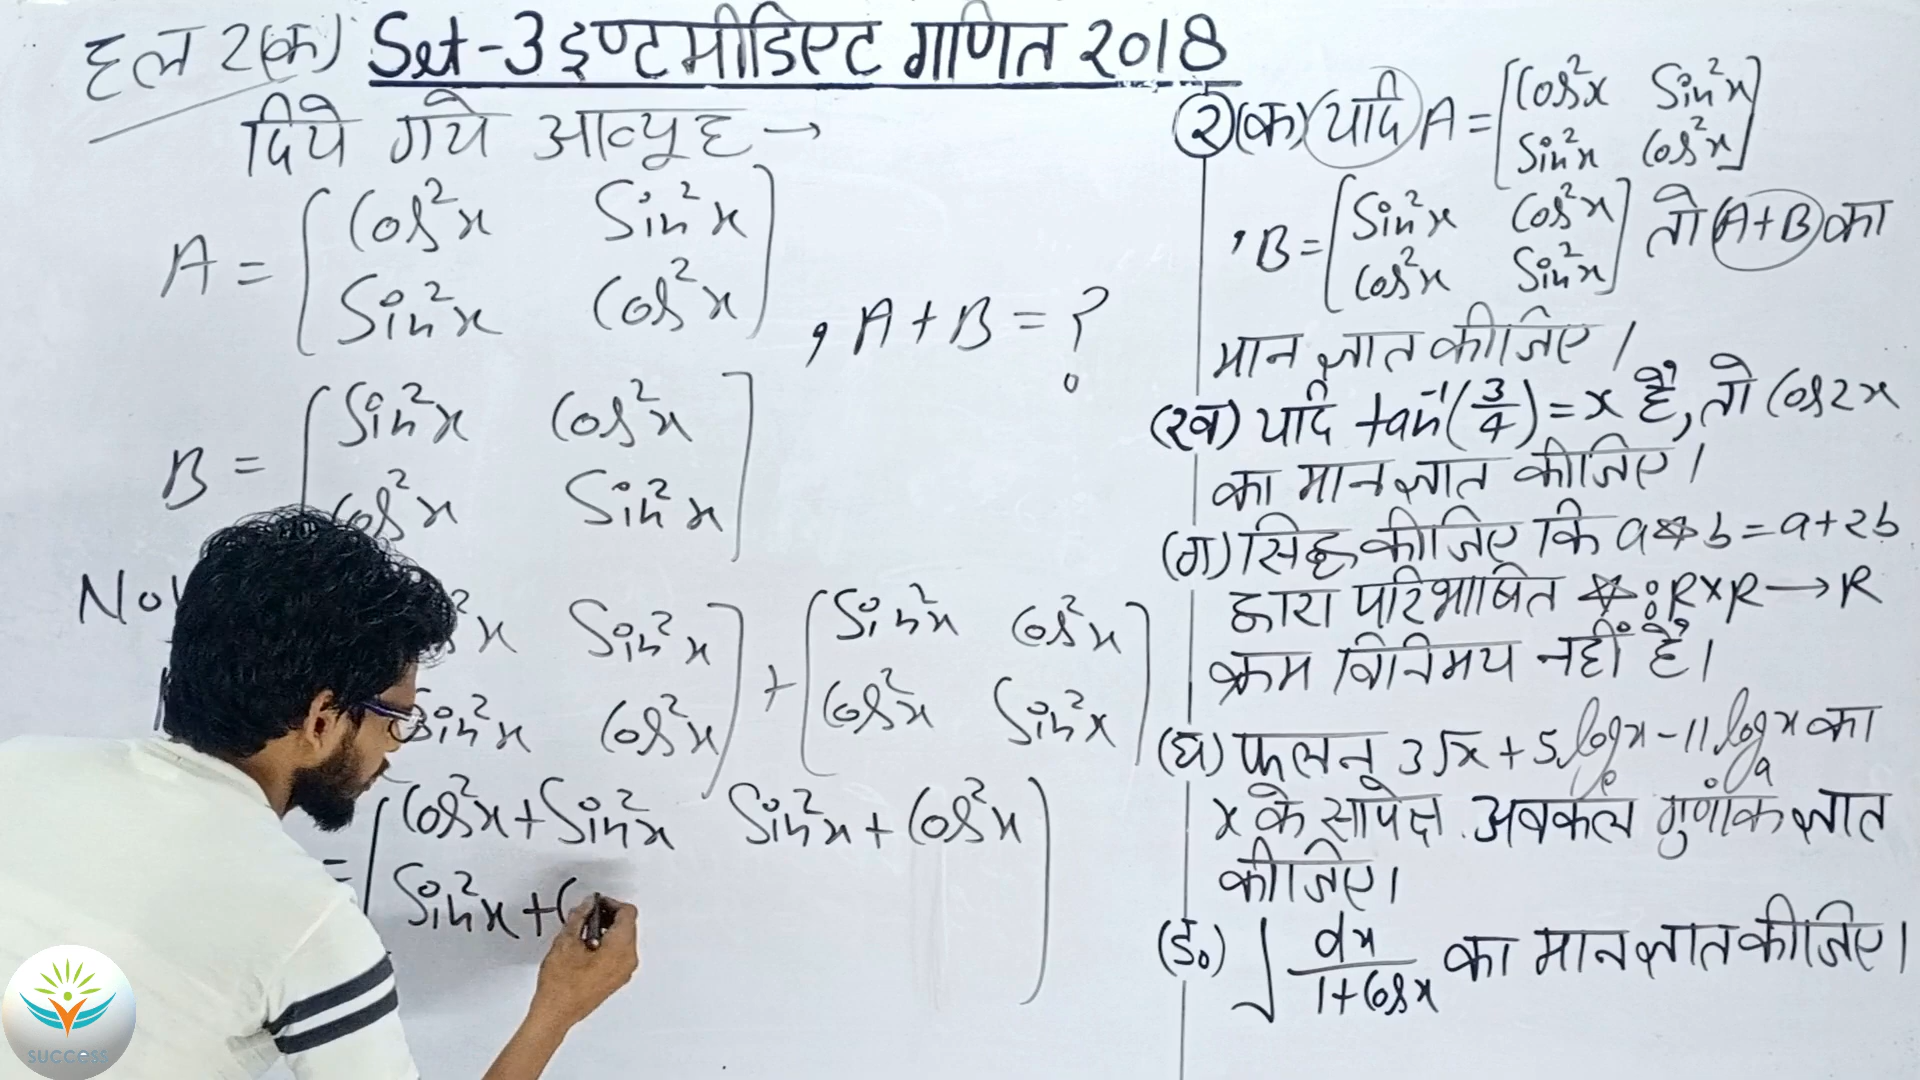 हल 2(क) Set-3 इण्टरमीडिएट गणित 2018
दिये गये आव्यूह →
A = [Cos²x Sin²x
Sin²x Cos²x]
, A + B = ?
B = [Sin²x Cos²x
Cos²x Sin²x]
Sin²x] + [Sin²x Cos²x
Sin²x Cos²x] Cos²x Sin²x]
= [Cos²x + Sin²x Sin²x + Cos²x]
Sin²x + (
② (क) यदि A = [Cos²x Sin²x
Sin²x Cos²x]
, B = [Sin²x Cos²x
Cos²x Sin²x] तो (A+B) का
मान ज्ञात कीजिए।
(ख) यदि tan⁻¹(3/4) = x है, तो Cos2x
का मान ज्ञात कीजिए।
(ग) सिद्ध कीजिए कि a * b = a+2b
द्वारा परिभाषित * : R×R → R
क्रम विनिमय नहीं है।
(घ) फलन 3√x + 5 logₑx - 11 logₐx का
x के सापेक्ष अवकल गुणांक ज्ञात
कीजिए।
(ङ) ∫ dx/(1+Cosx) का मान ज्ञात कीजिए।
success